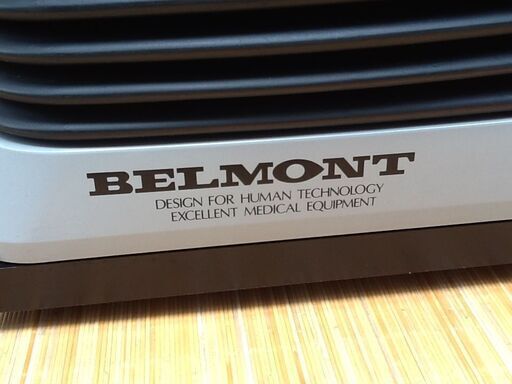 BELMONT
DESIGN FOR HUMAN TECHNOLOGY
EXCELLENT MEDICAL EQUIPMENT